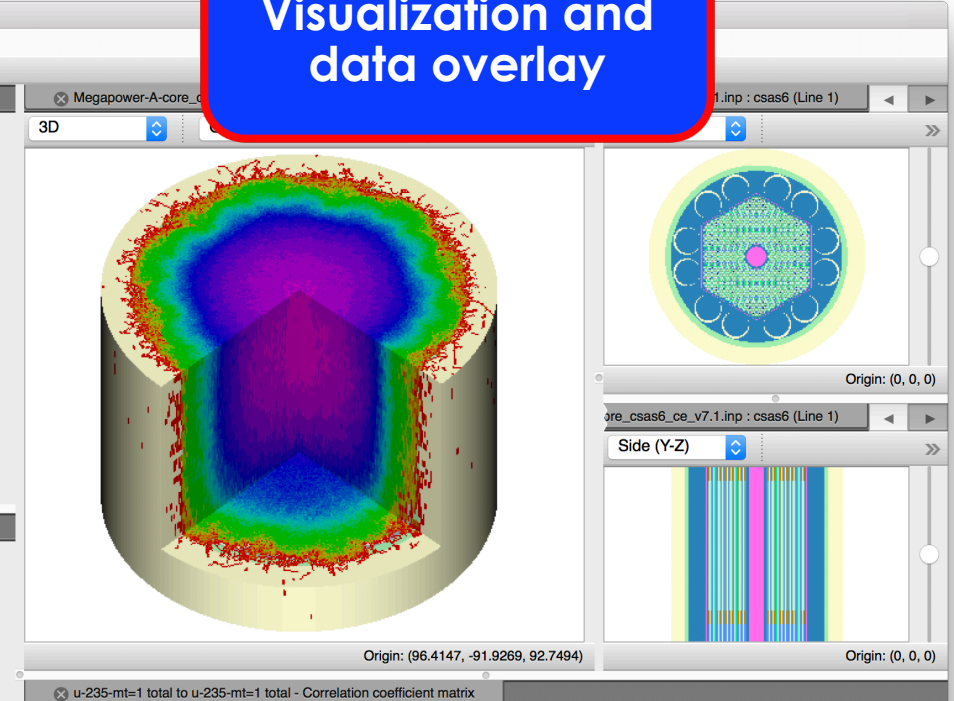 Visualization and
data overlay
Megapower-A-core_c
1.inp : csas6 (Line 1)
3D
Origin: (0, 0, 0)
ore_csas6_ce_v7.1.inp : csas6 (Line 1)
Side (Y-Z)
Origin: (96.4147, -91.9269, 92.7494)
Origin: (0, 0, 0)
u-235-mt=1 total to u-235-mt=1 total - Correlation coefficient matrix